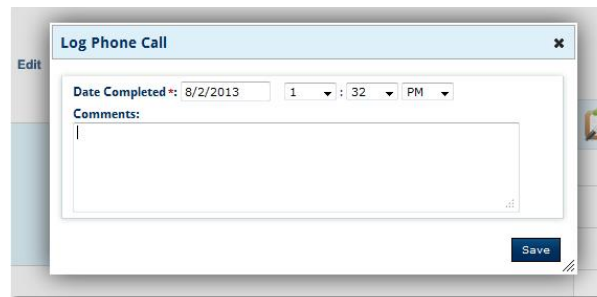 Log Phone Call
Edit
Date Completed *: 8/2/2013 1 : 32 PM
Comments:
Save